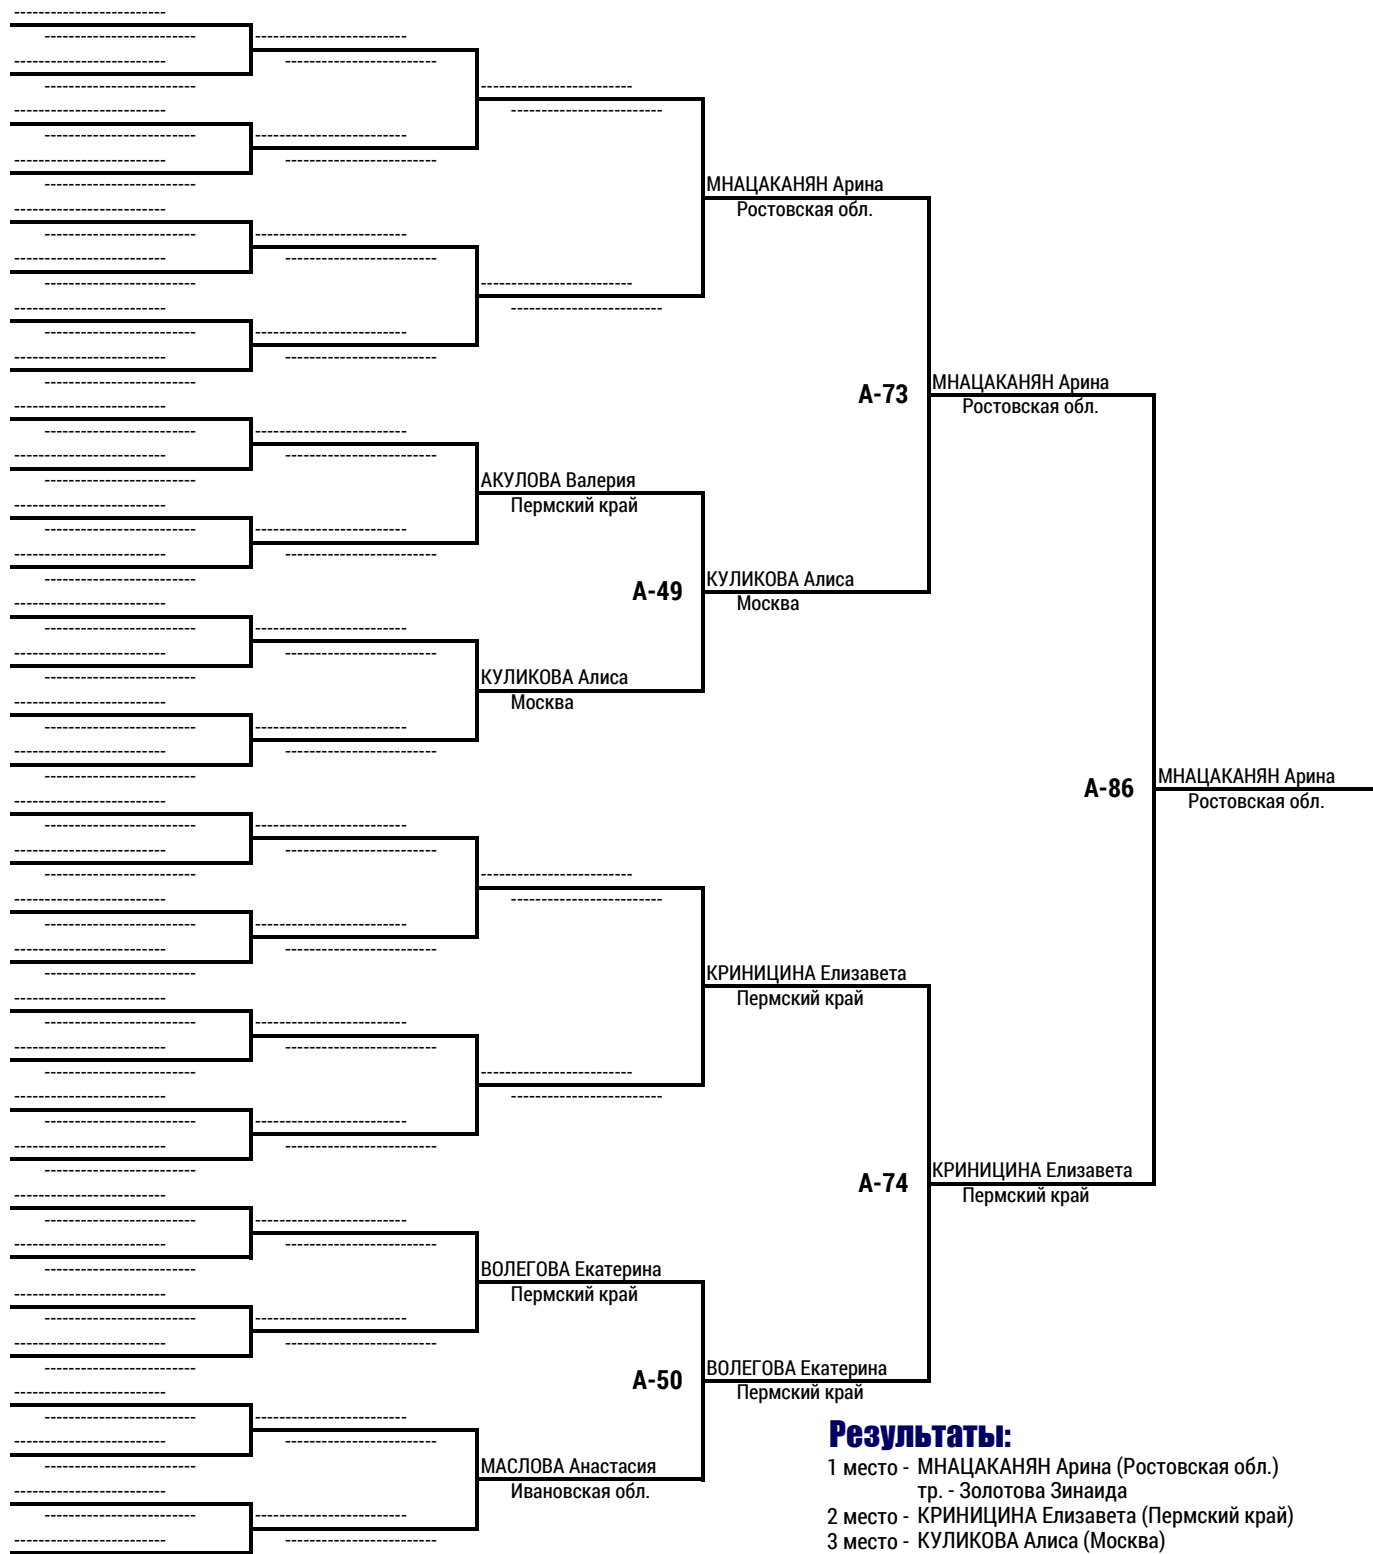 МНАЦАКАНЯН Арина
Ростовская обл.
А-73
МНАЦАКАНЯН Арина
Ростовская обл.
АКУЛОВА Валерия
Пермский край
А-49
КУЛИКОВА Алиса
Москва
КУЛИКОВА Алиса
Москва
А-86
МНАЦАКАНЯН Арина
Ростовская обл.
КРИНИЦИНА Елизавета
Пермский край
А-74
КРИНИЦИНА Елизавета
Пермский край
ВОЛЕГОВА Екатерина
Пермский край
А-50
ВОЛЕГОВА Екатерина
Пермский край
МАСЛОВА Анастасия
Ивановская обл.
Результаты:
1 место - МНАЦАКАНЯН Арина (Ростовская обл.)
тр. - Золотова Зинаида
2 место - КРИНИЦИНА Елизавета (Пермский край)
3 место - КУЛИКОВА Алиса (Москва)